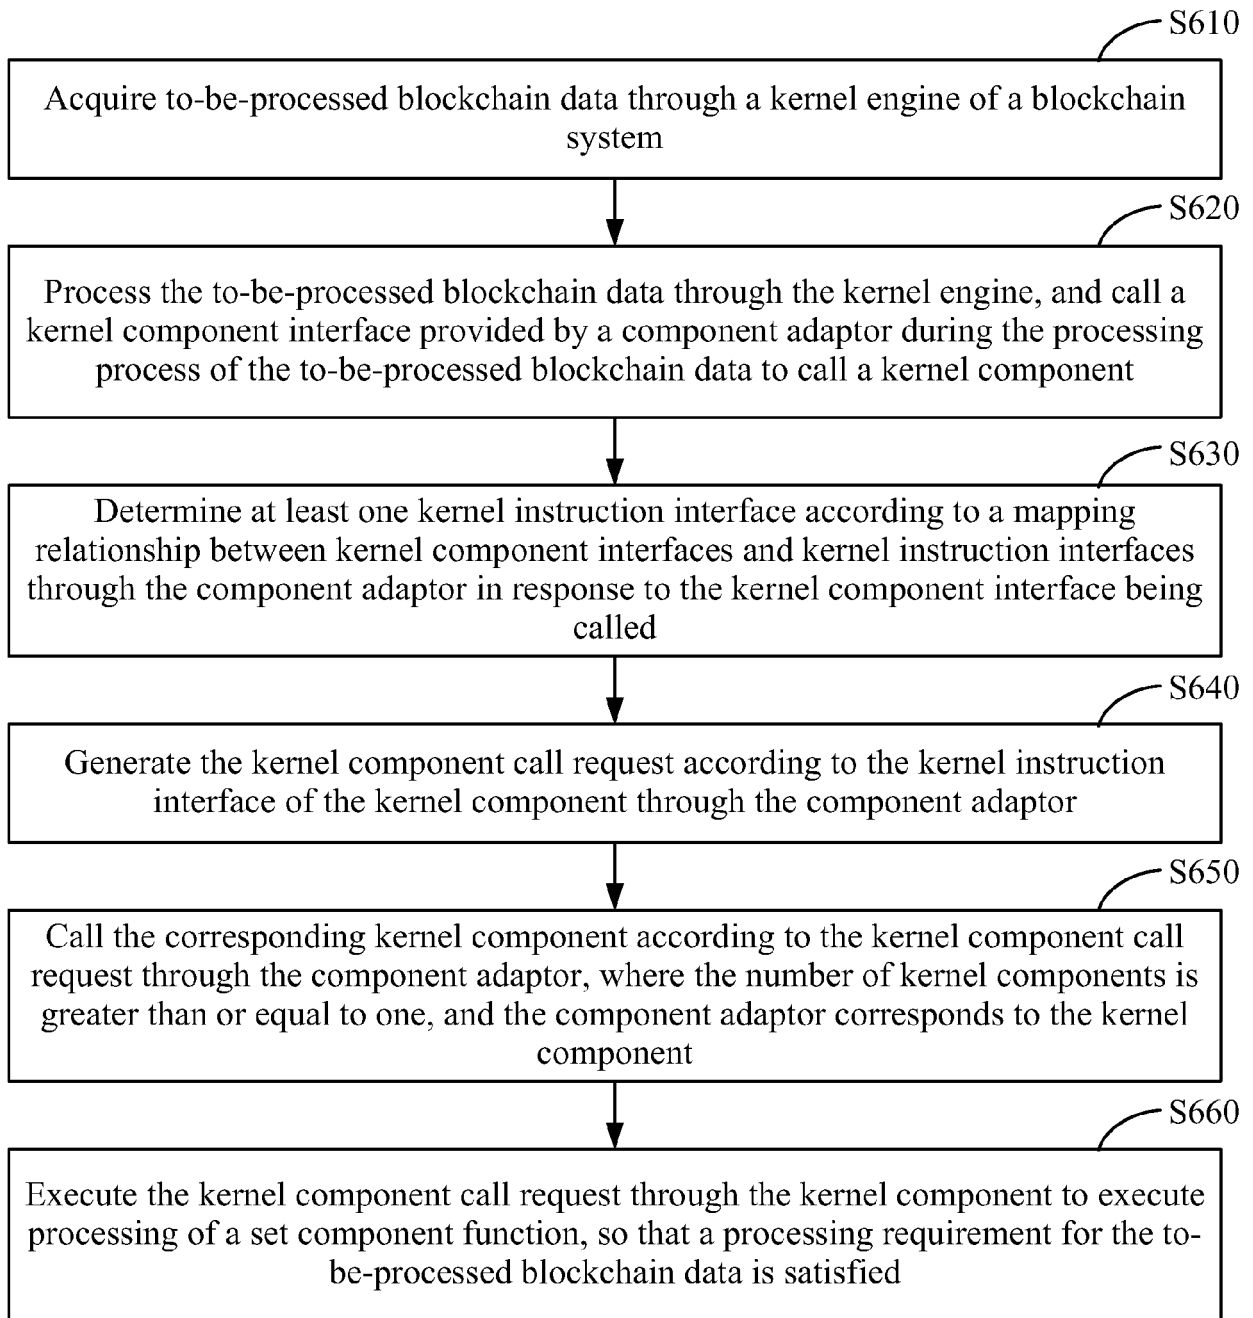 S610
Acquire to-be-processed blockchain data through a kernel engine of a blockchain
system
S620
Process the to-be-processed blockchain data through the kernel engine, and call a
kernel component interface provided by a component adaptor during the processing
process of the to-be-processed blockchain data to call a kernel component
S630
Determine at least one kernel instruction interface according to a mapping
relationship between kernel component interfaces and kernel instruction interfaces
through the component adaptor in response to the kernel component interface being
called
S640
Generate the kernel component call request according to the kernel instruction
interface of the kernel component through the component adaptor
S650
Call the corresponding kernel component according to the kernel component call
request through the component adaptor, where the number of kernel components is
greater than or equal to one, and the component adaptor corresponds to the kernel
component
S660
Execute the kernel component call request through the kernel component to execute
processing of a set component function, so that a processing requirement for the to-
be-processed blockchain data is satisfied